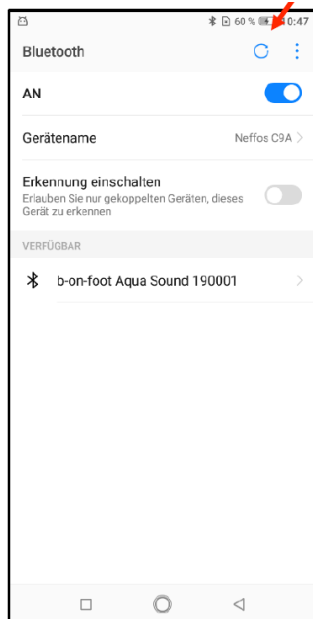 60 % 0:47
Bluetooth
AN
Gerätename Neffos C9A
Erkennung einschalten
Erlauben Sie nur gekoppelten Geräten, dieses
Gerät zu erkennen
VERFÜGBAR
b-on-foot Aqua Sound 190001